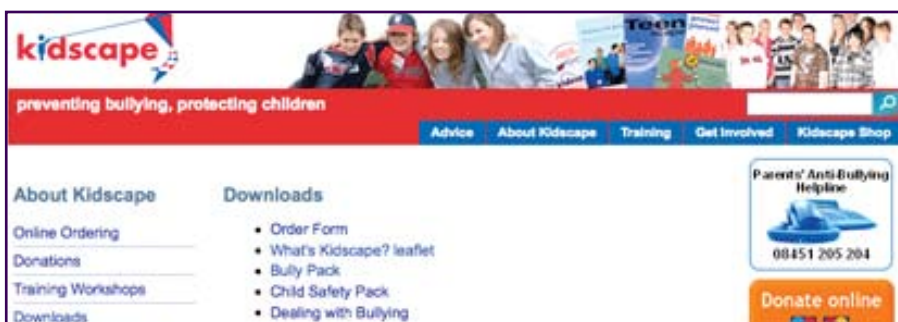 kidscape
Teen
preventing bullying, protecting children
Advice About Kidscape Training Get Involved Kidscape Shop
About Kidscape
Online Ordering
Donations
Training Workshops
Downloads
Downloads
Order Form
What's Kidscape? leaflet
Bully Pack
Child Safety Pack
Dealing with Bullying
Parents' Anti-Bullying
Helpline
08451 205 204
Donate online